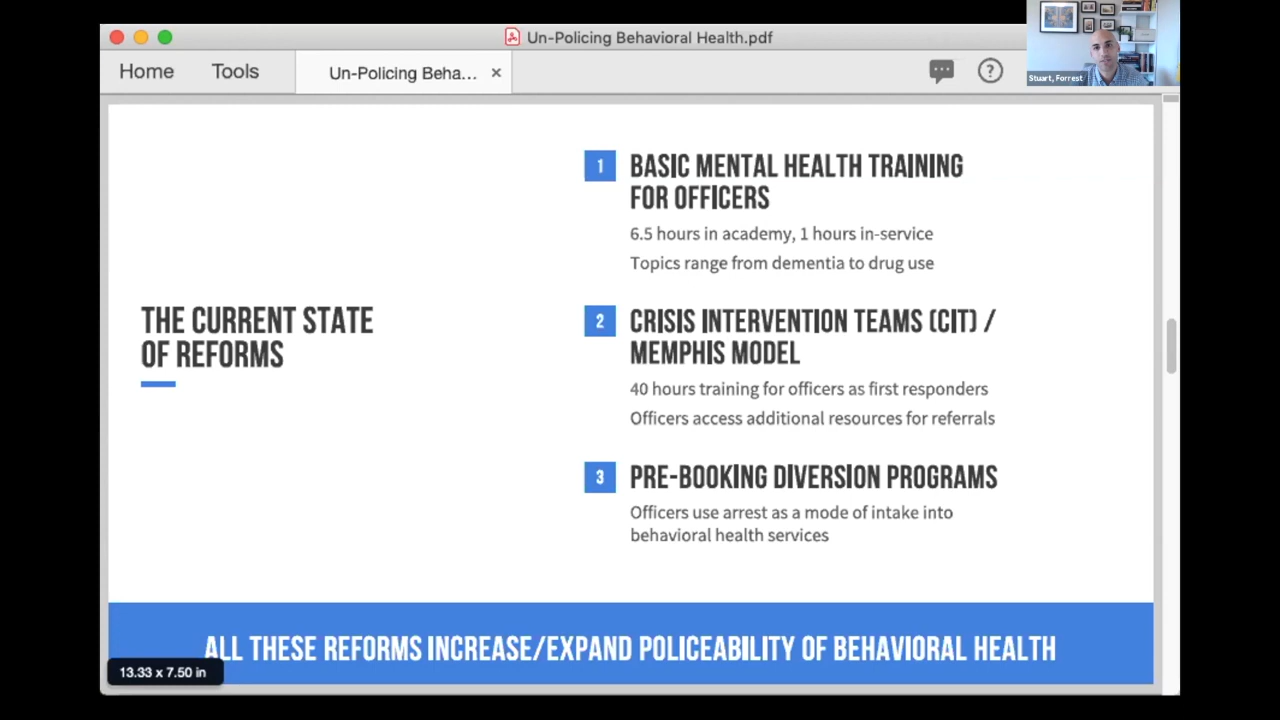 Un-Policing Behavioral Health.pdf
Home
Tools
Un-Policing Beha... ×
?
Stuart, Forrest
THE CURRENT STATE
OF REFORMS
1
BASIC MENTAL HEALTH TRAINING
FOR OFFICERS
6.5 hours in academy, 1 hours in-service
Topics range from dementia to drug use
2
CRISIS INTERVENTION TEAMS (CIT) /
MEMPHIS MODEL
40 hours training for officers as first responders
Officers access additional resources for referrals
3
PRE-BOOKING DIVERSION PROGRAMS
Officers use arrest as a mode of intake into
behavioral health services
ALL THESE REFORMS INCREASE/EXPAND POLICEABILITY OF BEHAVIORAL HEALTH
13.33 x 7.50 in